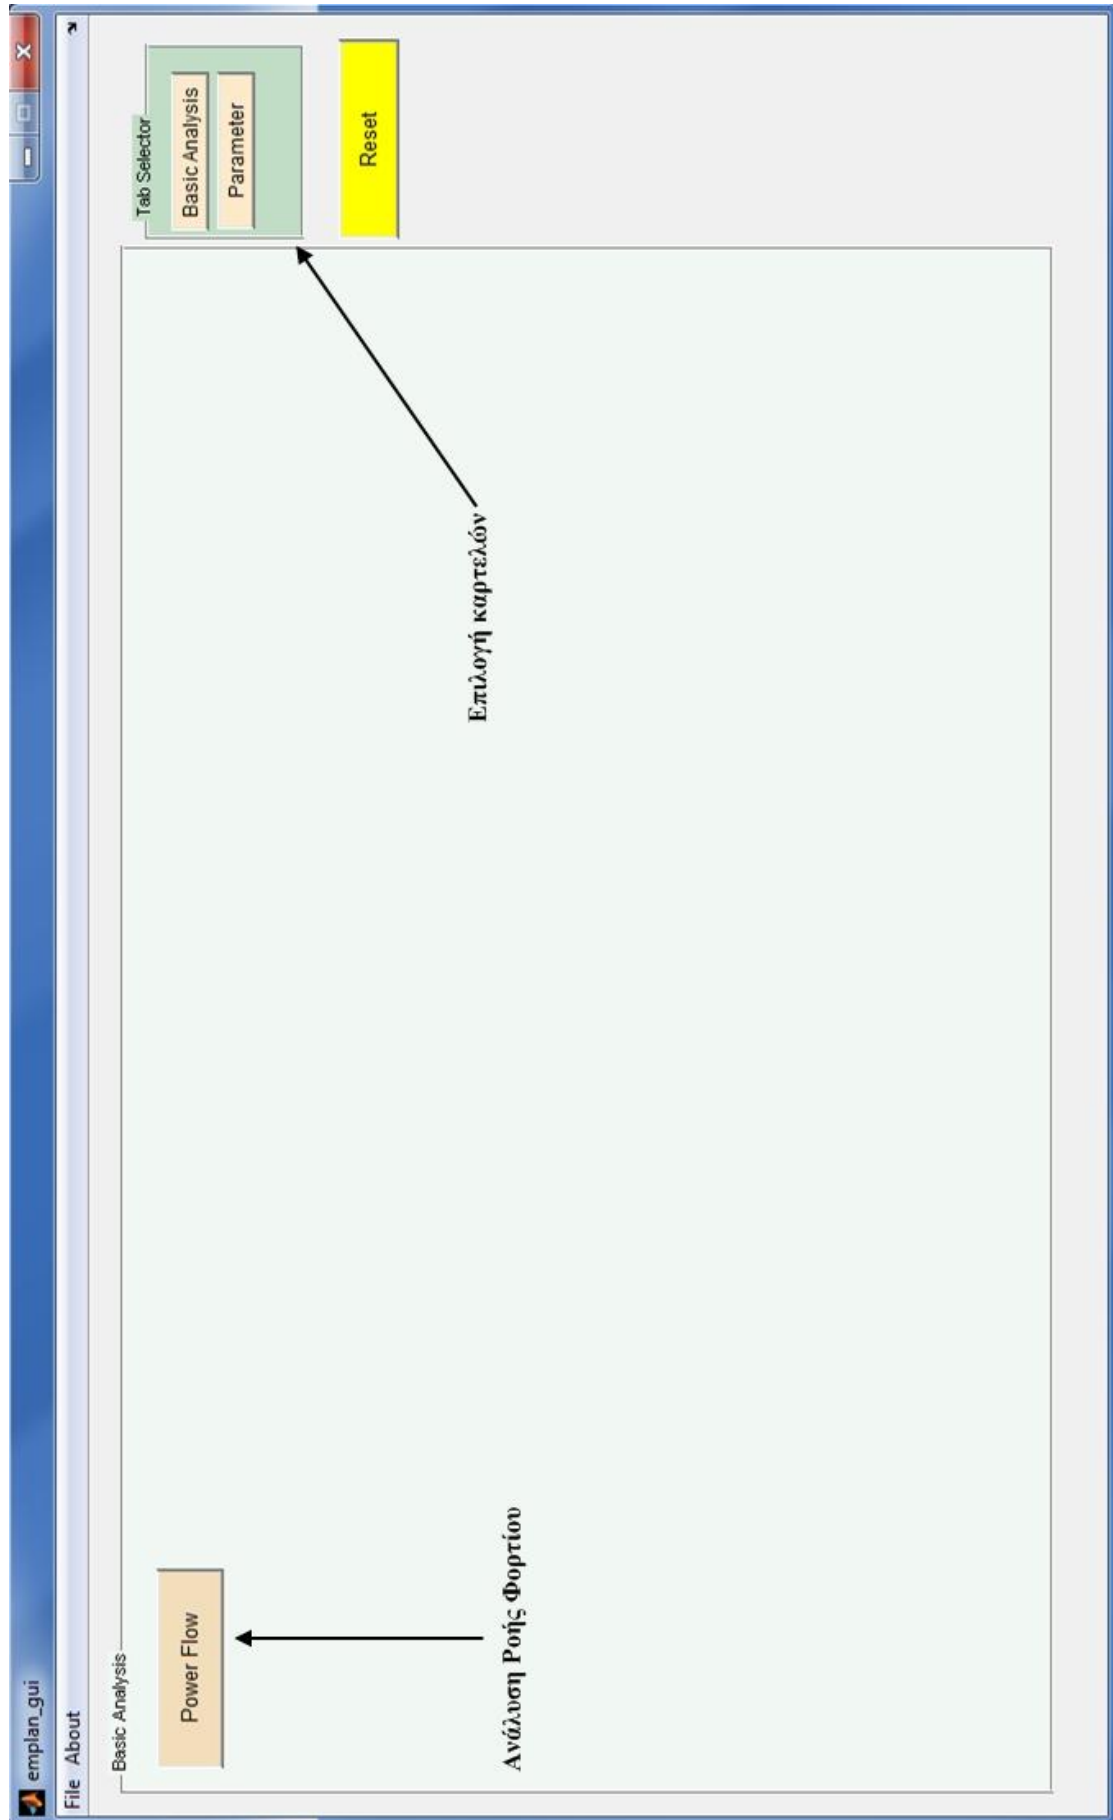 emplan_gui
File About
Basic Analysis
Power Flow
Ανάλυση Ροής Φορτίου
Επιλογή καρτελών
Tab Selector
Basic Analysis
Parameter
Reset